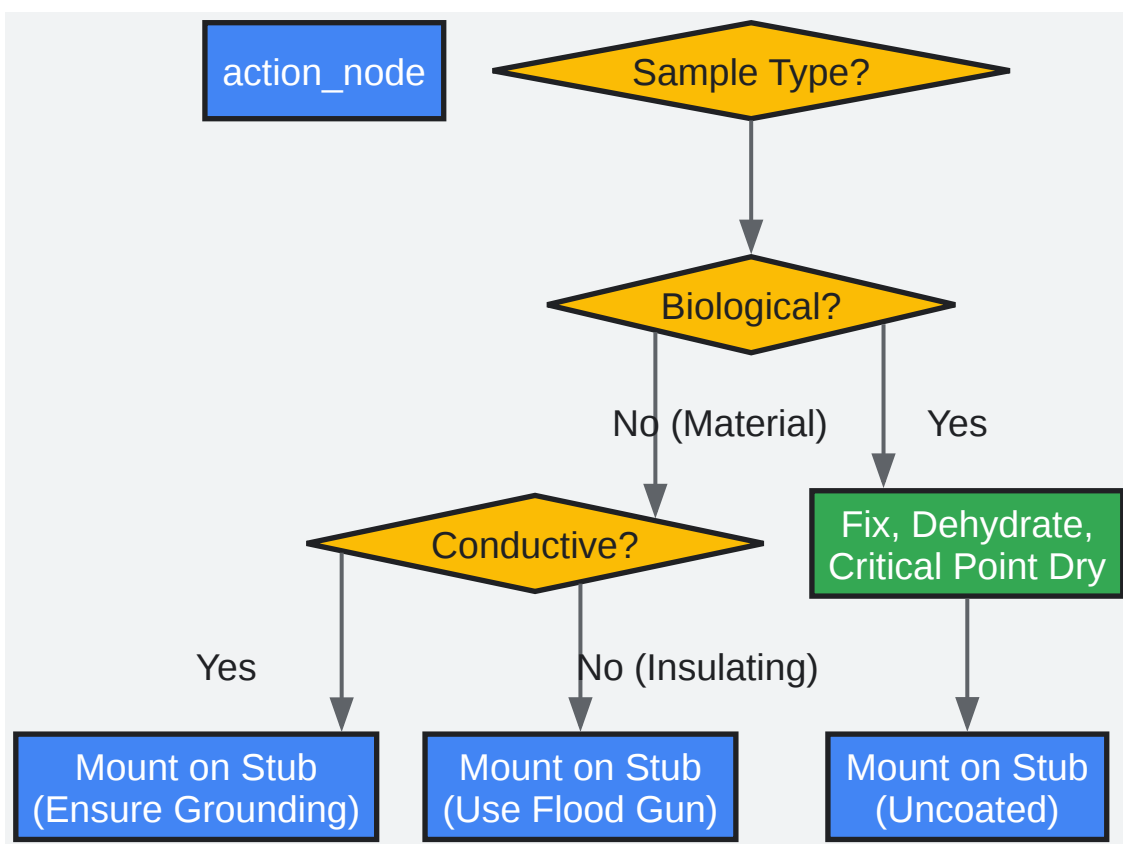 action_node
Sample Type?
Biological?
No (Material)
Yes
Conductive?
Fix, Dehydrate,
Critical Point Dry
Yes
No (Insulating)
Mount on Stub
(Ensure Grounding)
Mount on Stub
(Use Flood Gun)
Mount on Stub
(Uncoated)